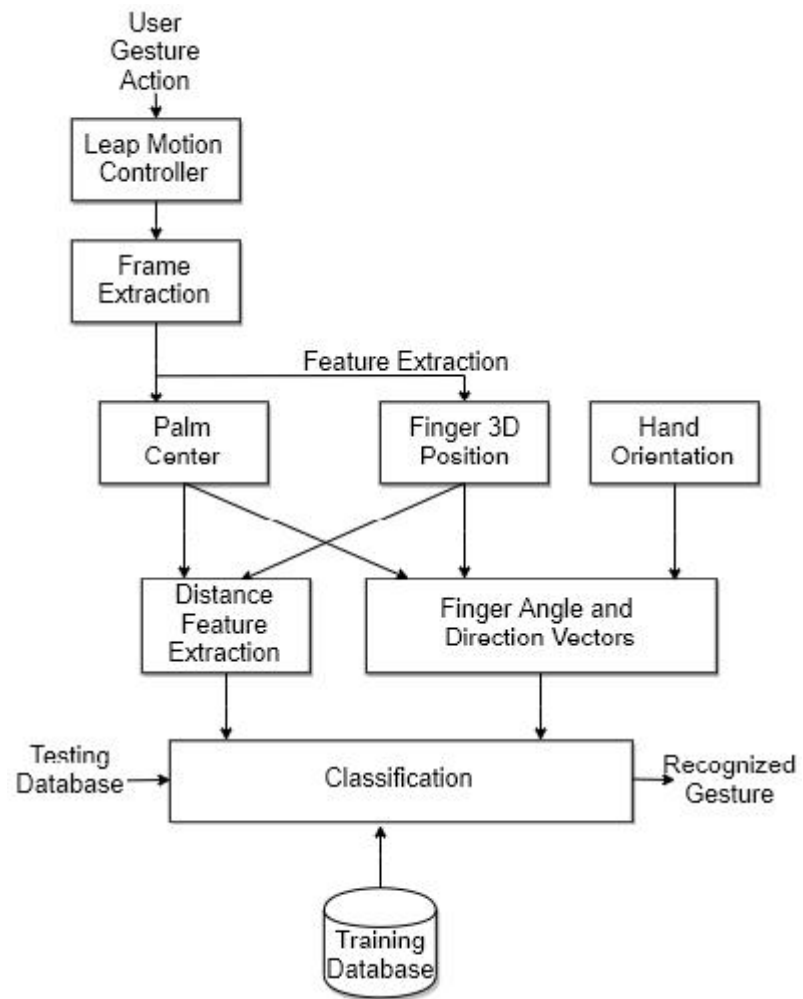 User
Gesture
Action
Leap Motion
Controller
Frame
Extraction
Feature Extraction
Palm
Center
Finger 3D
Position
Hand
Orientation
Distance
Feature
Extraction
Finger Angle and
Direction Vectors
Testing
Database
Classification
Recognized
Gesture
Training
Database